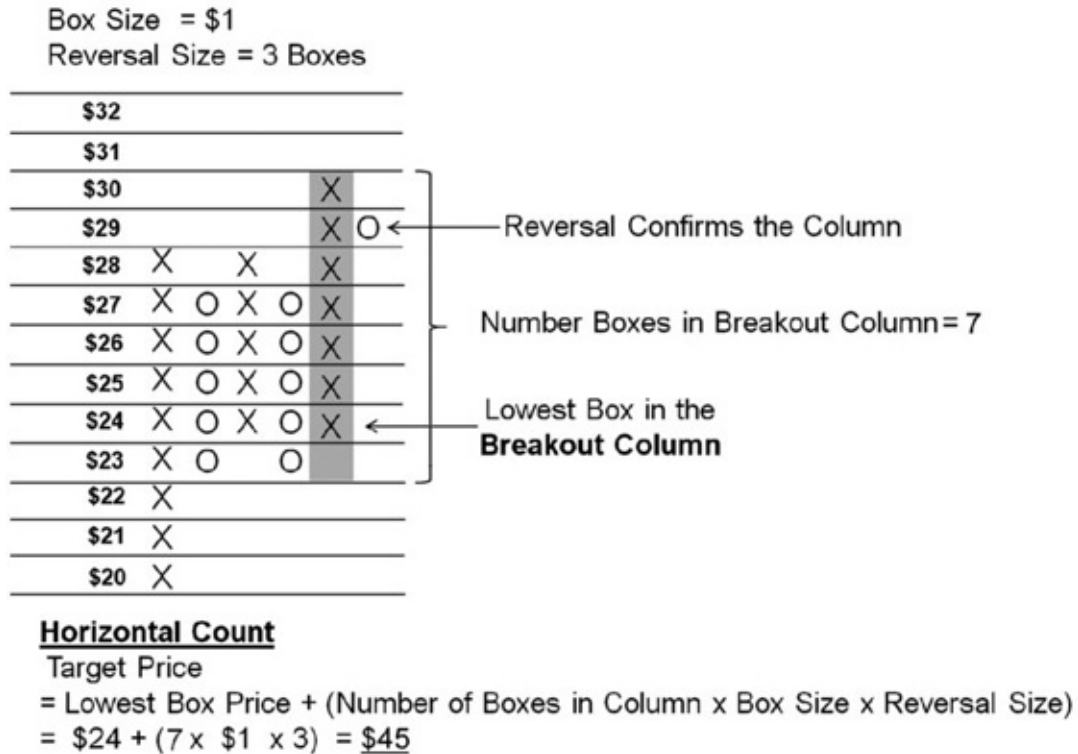 Box Size = $1
Reversal Size = 3 Boxes
$32
$31
$30 X
$29 X O Reversal Confirms the Column
$28 X X X
$27 X O X O X
Number Boxes in Breakout Column = 7
$26 X O X O X
$25 X O X O X
$24 X O X O X Lowest Box in the
Breakout Column
$23 X O O
$22 X
$21 X
$20 X
Horizontal Count
Target Price
= Lowest Box Price + (Number of Boxes in Column x Box Size x Reversal Size)
= $24 + (7 x $1 x 3) = $45